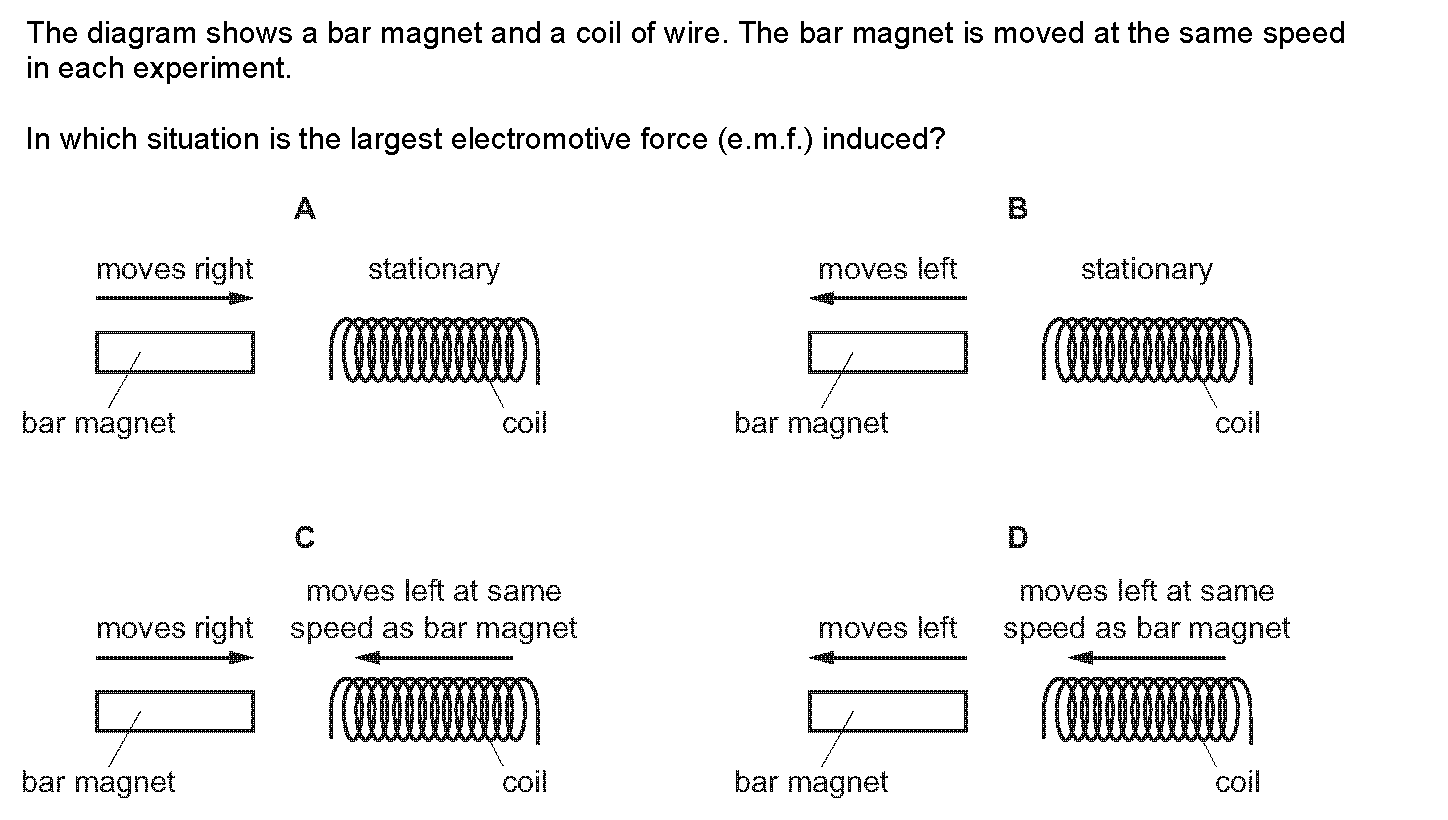 The diagram shows a bar magnet and a coil of wire. The bar magnet is moved at the same speed
in each experiment.
In which situation is the largest electromotive force (e.m.f.) induced?
A
moves right
stationary
bar magnet
coil
B
moves left
stationary
bar magnet
coil
C
moves right
moves left at same
speed as bar magnet
bar magnet
coil
D
moves left
moves left at same
speed as bar magnet
bar magnet
coil